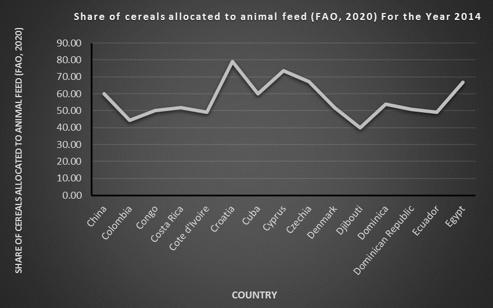 Share of cereals allocated to animal feed (FAO, 2020) For the Year 2014
SHARE OF CEREALS ALLOCATED TO ANIMAL FEED (FAO, 2020)
90.00
80.00
70.00
60.00
50.00
40.00
30.00
20.00
10.00
0.00
China
Colombia
Congo
Costa Rica
Cote d'Ivoire
Croatia
Cuba
Cyprus
Czechia
Denmark
Djibouti
Dominica
Dominican Republic
Ecuador
Egypt
COUNTRY